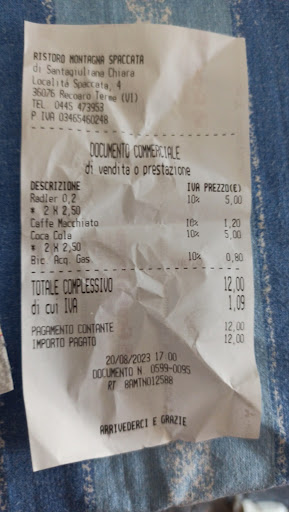 RISTORO MONTAGNA SPACCATA
di Santagiuliana Chiara
Località Spaccata, 4
36076 Recoaro Terme (VI)
TEL. 0445 473953
P IVA 03465460248
DOCUMENTO COMMERCIALE
di vendita o prestazione
DESCRIZIONE IVA PREZZO(€)
Radler 0,2 10% 5,00
* 2 X 2,50
Caffe Macchiato 10% 1,20
Coca Cola 10% 5,00
* 2 X 2,50
Bic. Acq. Gas 10% 0,80
TOTALE COMPLESSIVO 12,00
di cui IVA 1,09
PAGAMENTO CONTANTE 12,00
IMPORTO PAGATO 12,00
20/08/2023 17:00
DOCUMENTO N. 0599-0095
RT 8AMTN012588
ARRIVEDERCI E GRAZIE